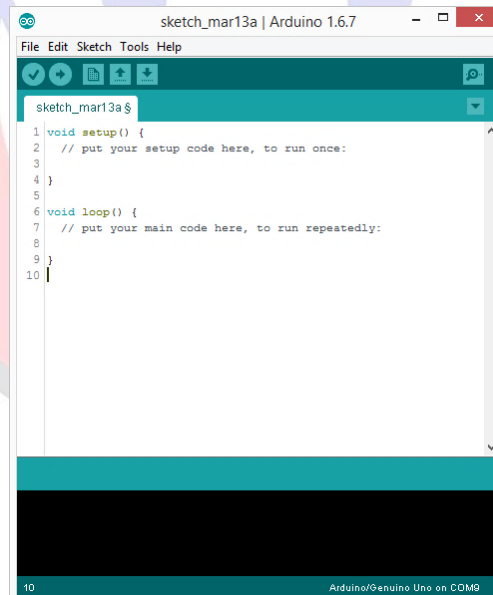 sketch_mar13a | Arduino 1.6.7
File Edit Sketch Tools Help
sketch_mar13a §
1 void setup() {
2   // put your setup code here, to run once:
3
4 }
5
6 void loop() {
7   // put your main code here, to run repeatedly:
8
9 }
10
10 Arduino/Genuino Uno on COM9